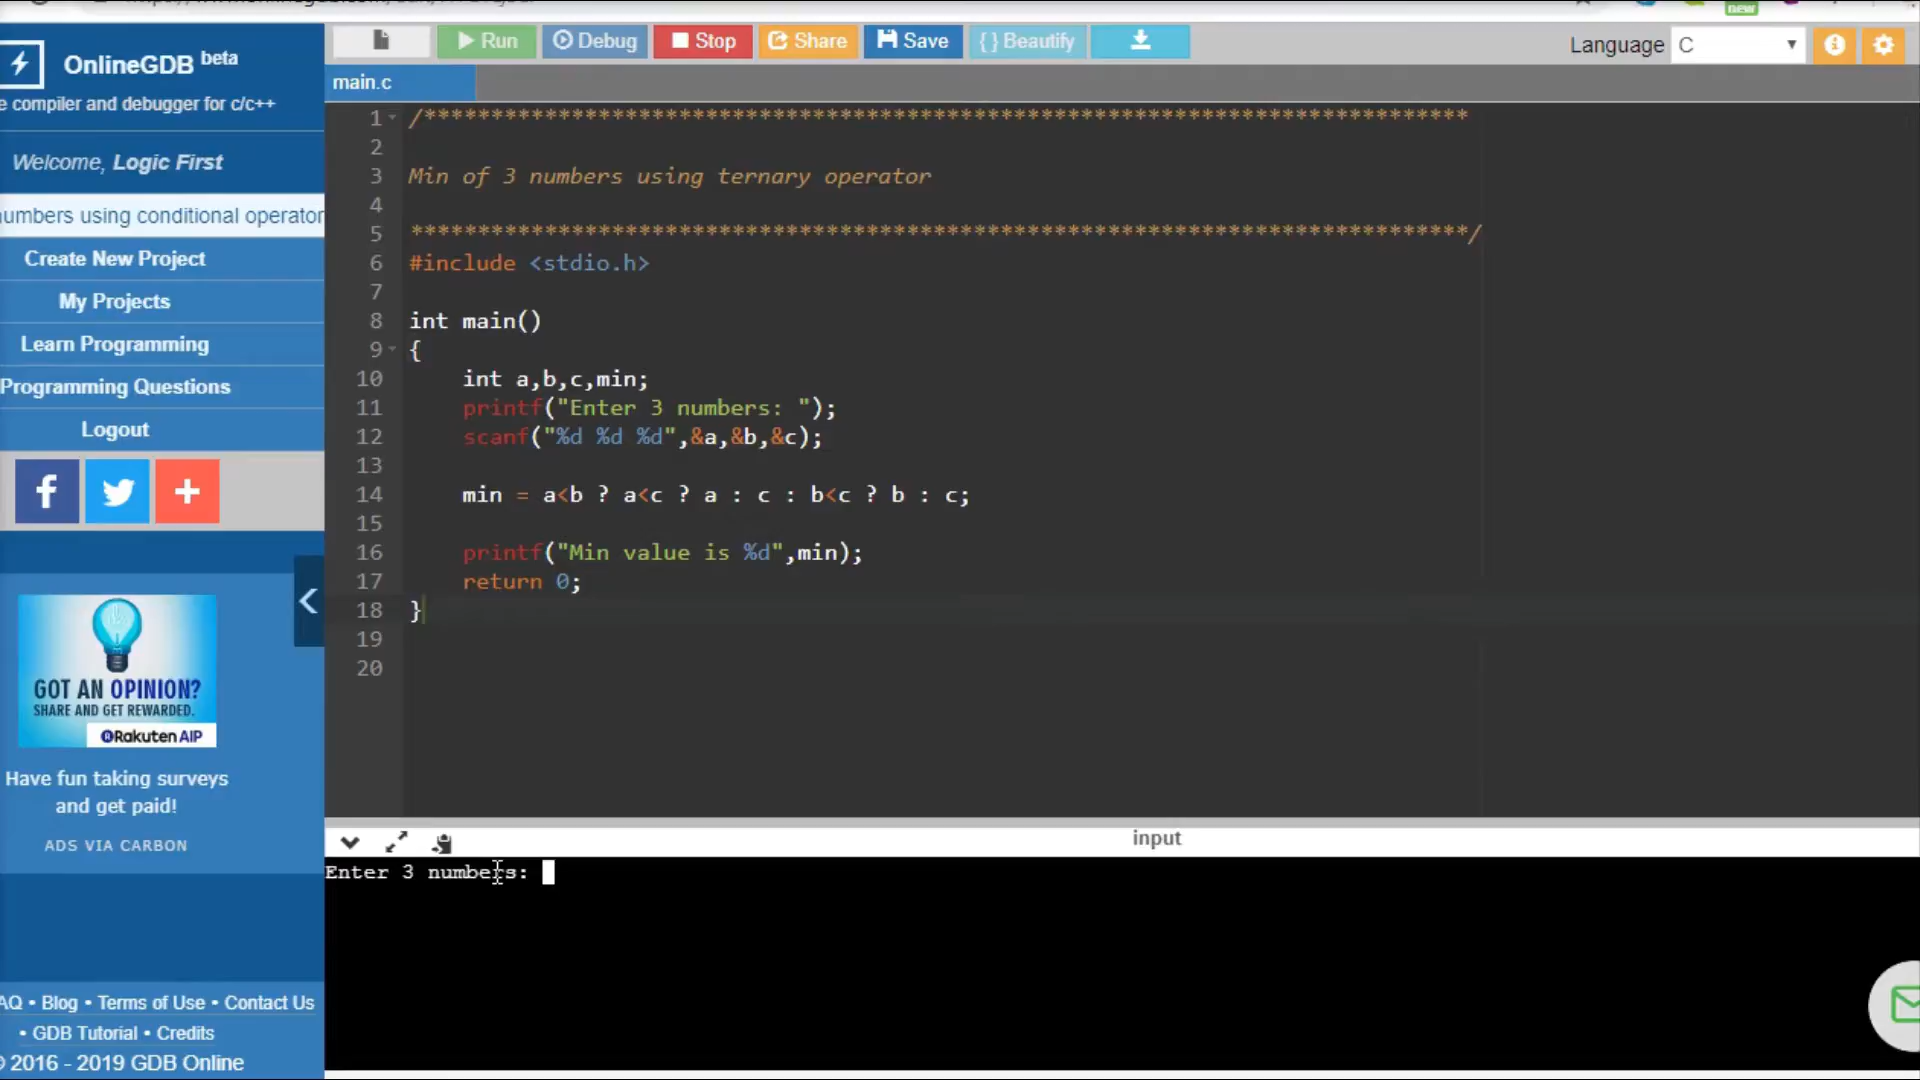 new
OnlineGDB beta
e compiler and debugger for c/c++
Welcome, Logic First
umbers using conditional operator
Create New Project
My Projects
Learn Programming
Programming Questions
Logout
GOT AN OPINION?
SHARE AND GET REWARDED.
Rakuten AIP
Have fun taking surveys
and get paid!
ADS VIA CARBON
AQ • Blog • Terms of Use • Contact Us
• GDB Tutorial • Credits
© 2016 - 2019 GDB Online
Run Debug Stop Share Save {} Beautify Language C
main.c
1 /******************************************************************************
2
3 Min of 3 numbers using ternary operator
4
5 *******************************************************************************/
6 #include <stdio.h>
7
8 int main()
9 {
10 int a,b,c,min;
11 printf("Enter 3 numbers: ");
12 scanf("%d %d %d",&a,&b,&c);
13
14 min = a<b ? a<c ? a : c : b<c ? b : c;
15
16 printf("Min value is %d",min);
17 return 0;
18 }
19
20
input
Enter 3 numbers: